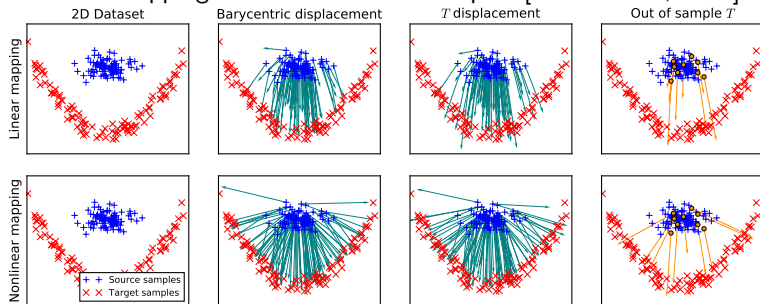 2D Dataset
Barycentric displacement
T displacement
Out of sample T
Linear mapping
Nonlinear mapping
Source samples
Target samples